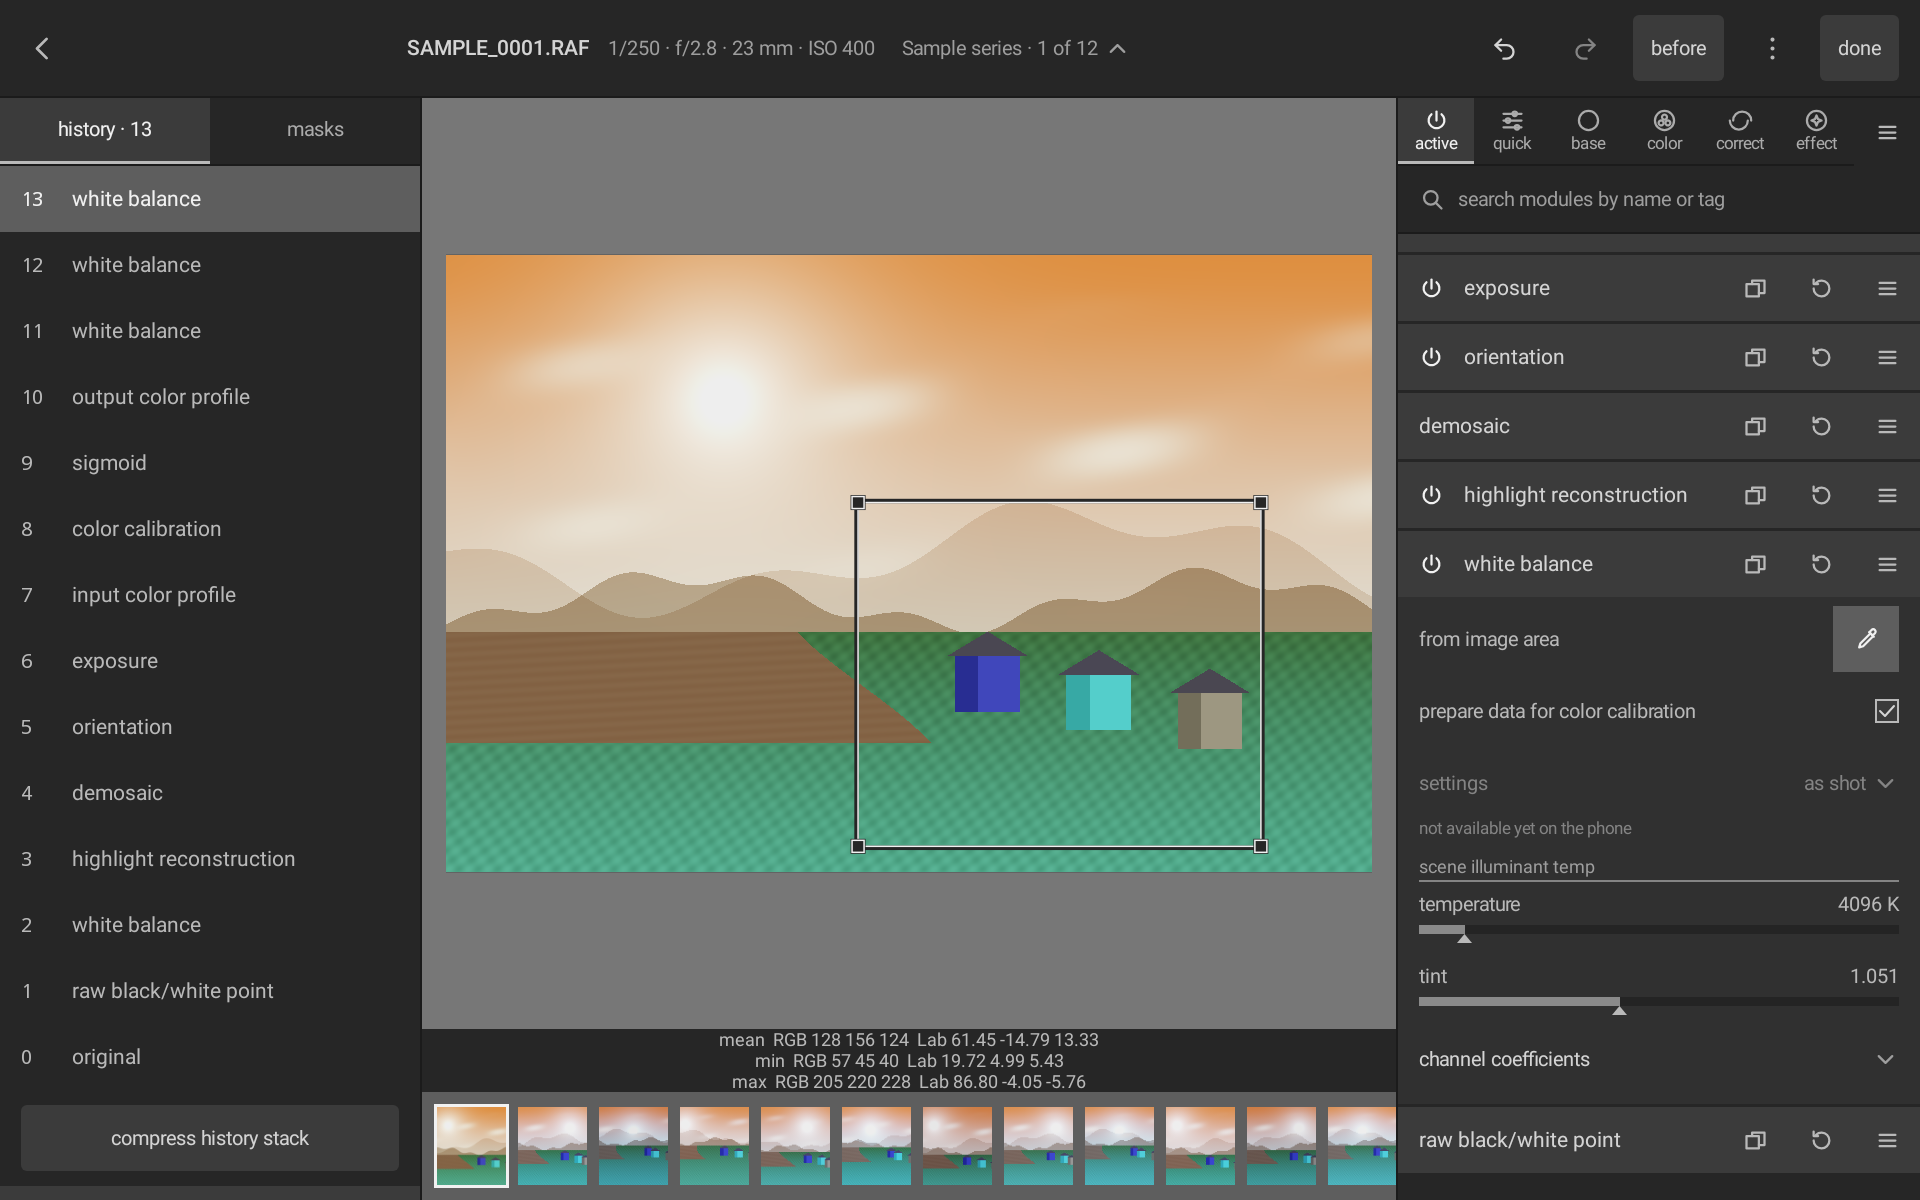 SAMPLE_0001.RAF 1/250 · f/2.8 · 23 mm · ISO 400 Sample series · 1 of 12
before
done
history · 13
masks
13 white balance
12 white balance
11 white balance
10 output color profile
9 sigmoid
8 color calibration
7 input color profile
6 exposure
5 orientation
4 demosaic
3 highlight reconstruction
2 white balance
1 raw black/white point
0 original
compress history stack
mean RGB 128 156 124 Lab 61.45 -14.79 13.33
min RGB 57 45 40 Lab 19.72 4.99 5.43
max RGB 205 220 228 Lab 86.80 -4.05 -5.76
active quick base color correct effect
search modules by name or tag
exposure
orientation
demosaic
highlight reconstruction
white balance
from image area
prepare data for color calibration
settings as shot
not available yet on the phone
scene illuminant temp
temperature 4096 K
tint 1.051
channel coefficients
raw black/white point